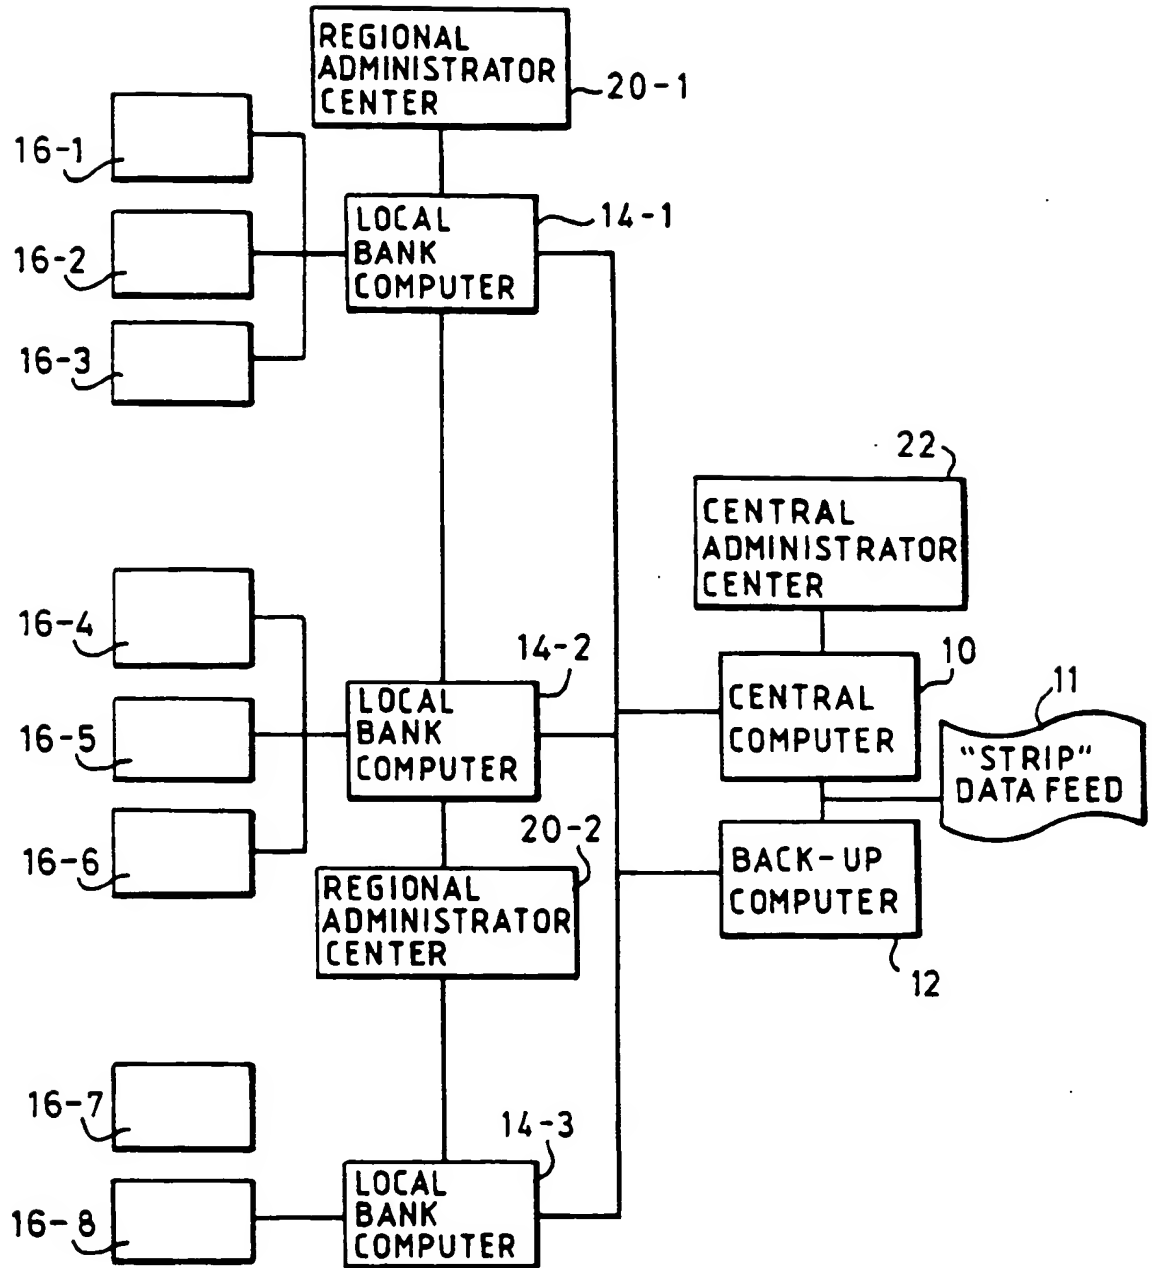 REGIONAL
ADMINISTRATOR
CENTER
20-1
16-1
LOCAL
BANK
COMPUTER
14-1
16-2
16-3
22
CENTRAL
ADMINISTRATOR
CENTER
16-4
14-2
10
11
LOCAL
BANK
COMPUTER
CENTRAL
COMPUTER
"STRIP"
DATA FEED
16-5
20-2
16-6
BACK-UP
COMPUTER
12
REGIONAL
ADMINISTRATOR
CENTER
16-7
14-3
LOCAL
BANK
COMPUTER
16-8